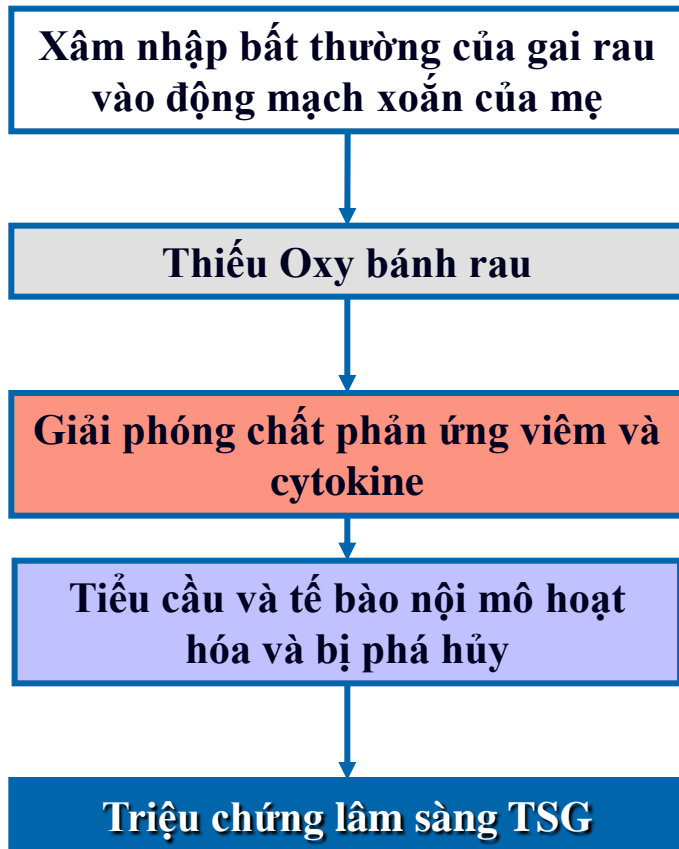 Xâm nhập bất thường của gai rau
vào động mạch xoắn của mẹ
Thiếu Oxy bánh rau
Giải phóng chất phản ứng viêm và
cytokine
Tiểu cầu và tế bào nội mô hoạt
hóa và bị phá hủy
Triệu chứng lâm sàng TSG